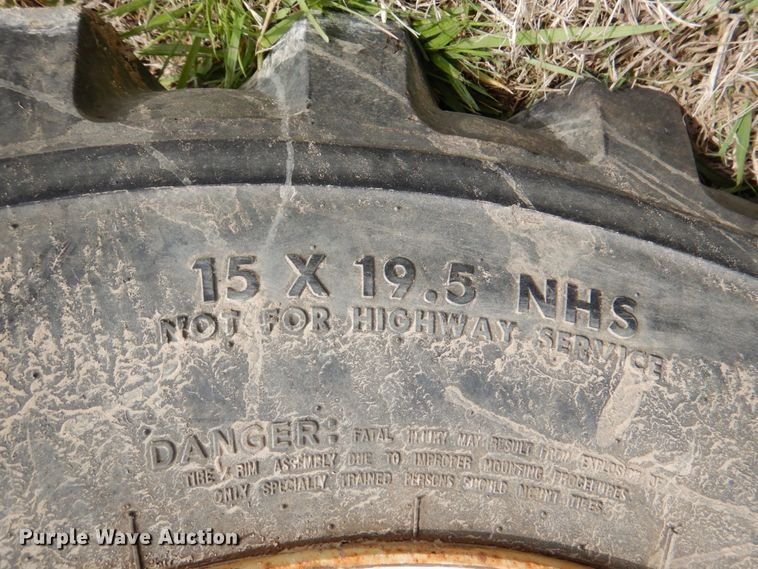 15 X 19.5 NHS
NOT FOR HIGHWAY SERVICE
DANGER: FATAL INJURY MAY RESULT FROM EXPLOSION OF
TIRE / RIM ASSEMBLY DUE TO IMPROPER MOUNTING PROCEDURES
ONLY SPECIALLY TRAINED PERSONS SHOULD MOUNT TIRES.
Purple Wave Auction